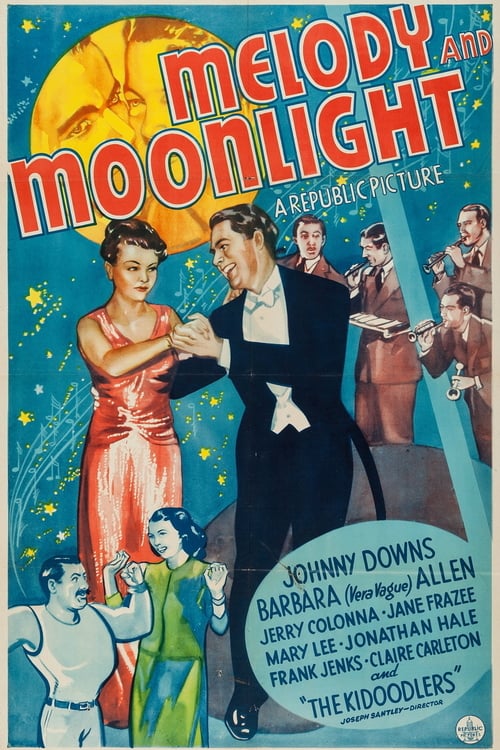 MELODY AND
MOONLIGHT
A REPUBLIC PICTURE
JOHNNY DOWNS
BARBARA (Vera Vague) ALLEN
JERRY COLONNA · JANE FRAZEE
MARY LEE · JONATHAN HALE
FRANK JENKS · CLAIRE CARLETON
and
"THE KIDOODLERS"
JOSEPH SANTLEY—DIRECTOR
REPUBLIC